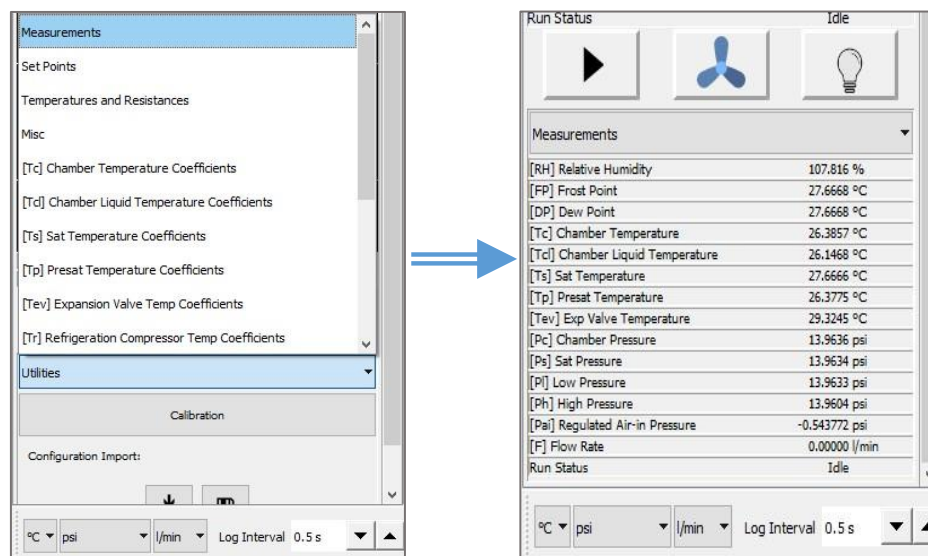 Measurements
Set Points
Temperatures and Resistances
Misc
[Tc] Chamber Temperature Coefficients
[Tcl] Chamber Liquid Temperature Coefficients
[Ts] Sat Temperature Coefficients
[Tp] Presat Temperature Coefficients
[Tev] Expansion Valve Temp Coefficients
[Tr] Refrigeration Compressor Temp Coefficients
Utilities
Calibration
Configuration Import:
°C psi l/min Log Interval 0.5 s
Run Status Idle
Measurements
[RH] Relative Humidity 107.816 %
[FP] Frost Point 27.6668 °C
[DP] Dew Point 27.6668 °C
[Tc] Chamber Temperature 26.3857 °C
[Tcl] Chamber Liquid Temperature 26.1468 °C
[Ts] Sat Temperature 27.6666 °C
[Tp] Presat Temperature 26.3775 °C
[Tev] Exp Valve Temperature 29.3245 °C
[Pc] Chamber Pressure 13.9636 psi
[Ps] Sat Pressure 13.9634 psi
[Pl] Low Pressure 13.9633 psi
[Ph] High Pressure 13.9604 psi
[Pai] Regulated Air-in Pressure -0.543772 psi
[F] Flow Rate 0.00000 l/min
Run Status Idle
°C psi l/min Log Interval 0.5 s